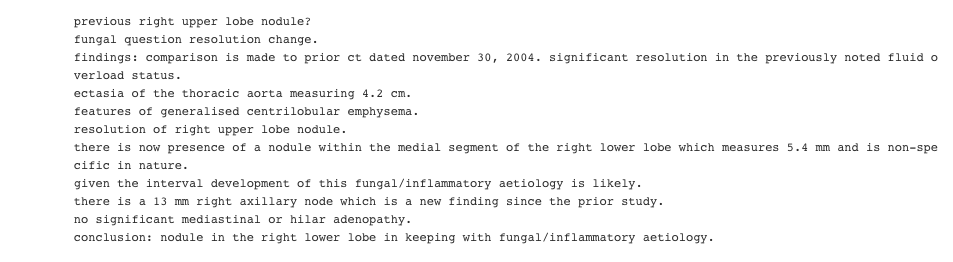 previous right upper lobe nodule?
fungal question resolution change.
findings: comparison is made to prior ct dated november 30, 2004. significant resolution in the previously noted fluid o
verload status.
ectasia of the thoracic aorta measuring 4.2 cm.
features of generalised centrilobular emphysema.
resolution of right upper lobe nodule.
there is now presence of a nodule within the medial segment of the right lower lobe which measures 5.4 mm and is non-spe
cific in nature.
given the interval development of this fungal/inflammatory aetiology is likely.
there is a 13 mm right axillary node which is a new finding since the prior study.
no significant mediastinal or hilar adenopathy.
conclusion: nodule in the right lower lobe in keeping with fungal/inflammatory aetiology.